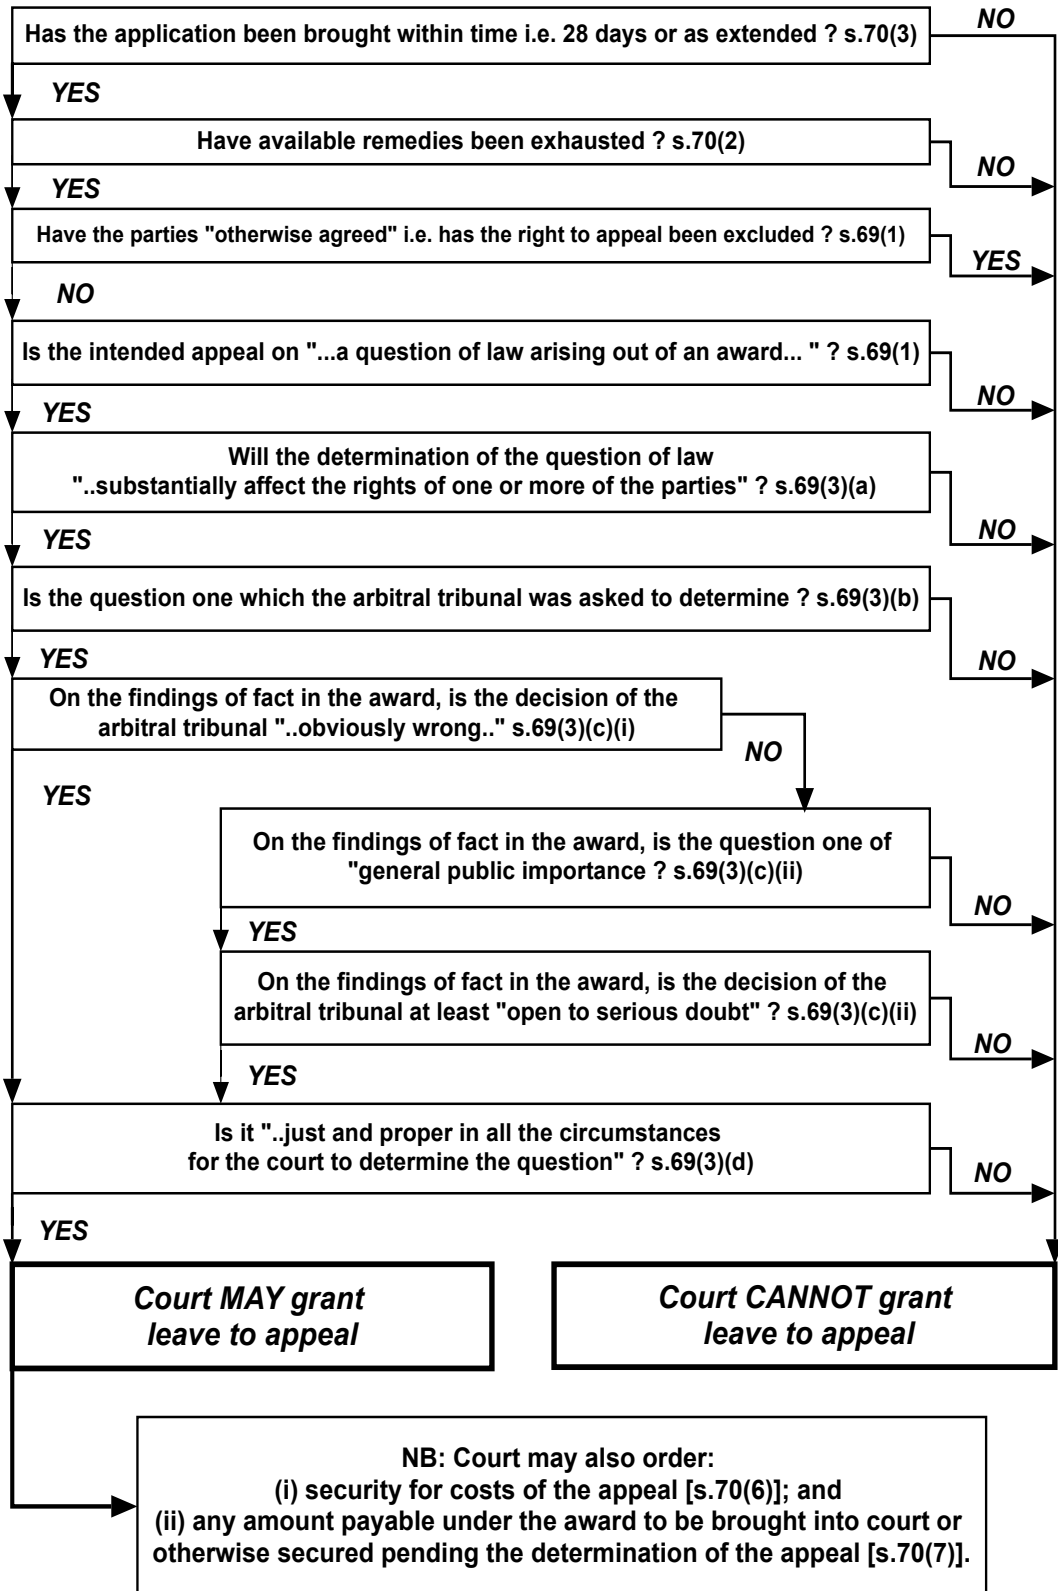 Has the application been brought within time i.e. 28 days or as extended ? s.70(3)
NO
YES
Have available remedies been exhausted ? s.70(2)
NO
YES
Have the parties "otherwise agreed" i.e. has the right to appeal been excluded ? s.69(1)
YES
NO
Is the intended appeal on "...a question of law arising out of an award... " ? s.69(1)
NO
YES
Will the determination of the question of law
"..substantially affect the rights of one or more of the parties" ? s.69(3)(a)
NO
YES
Is the question one which the arbitral tribunal was asked to determine ? s.69(3)(b)
NO
YES
On the findings of fact in the award, is the decision of the
arbitral tribunal "..obviously wrong.." s.69(3)(c)(i)
NO
YES
On the findings of fact in the award, is the question one of
"general public importance ? s.69(3)(c)(ii)
NO
YES
On the findings of fact in the award, is the decision of the
arbitral tribunal at least "open to serious doubt" ? s.69(3)(c)(ii)
NO
YES
Is it "..just and proper in all the circumstances
for the court to determine the question" ? s.69(3)(d)
NO
YES
Court MAY grant
leave to appeal
Court CANNOT grant
leave to appeal
NB: Court may also order:
(i) security for costs of the appeal [s.70(6)]; and
(ii) any amount payable under the award to be brought into court or
otherwise secured pending the determination of the appeal [s.70(7)].